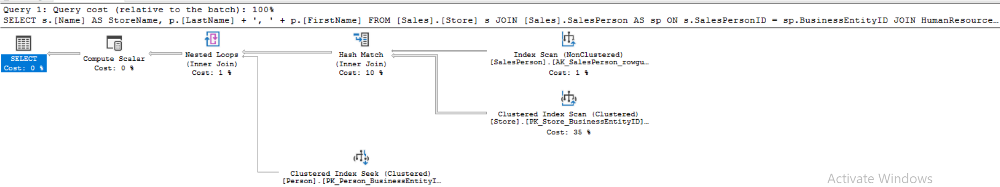 Query 1: Query cost (relative to the batch): 100%
SELECT s.[Name] AS StoreName, p.[LastName] + ', ' + p.[FirstName] FROM [Sales].[Store] s JOIN [Sales].SalesPerson AS sp ON s.SalesPersonID = sp.BusinessEntityID JOIN HumanResource…
SELECT
Cost: 0 %
Compute Scalar
Cost: 0 %
Nested Loops
(Inner Join)
Cost: 1 %
Hash Match
(Inner Join)
Cost: 10 %
Index Scan (NonClustered)
[SalesPerson].[AK_SalesPerson_rowgu…
Cost: 1 %
Clustered Index Scan (Clustered)
[Store].[PK_Store_BusinessEntityID]…
Cost: 35 %
Clustered Index Seek (Clustered)
[Person].[PK_Person_BusinessEntityI…
Activate Windows